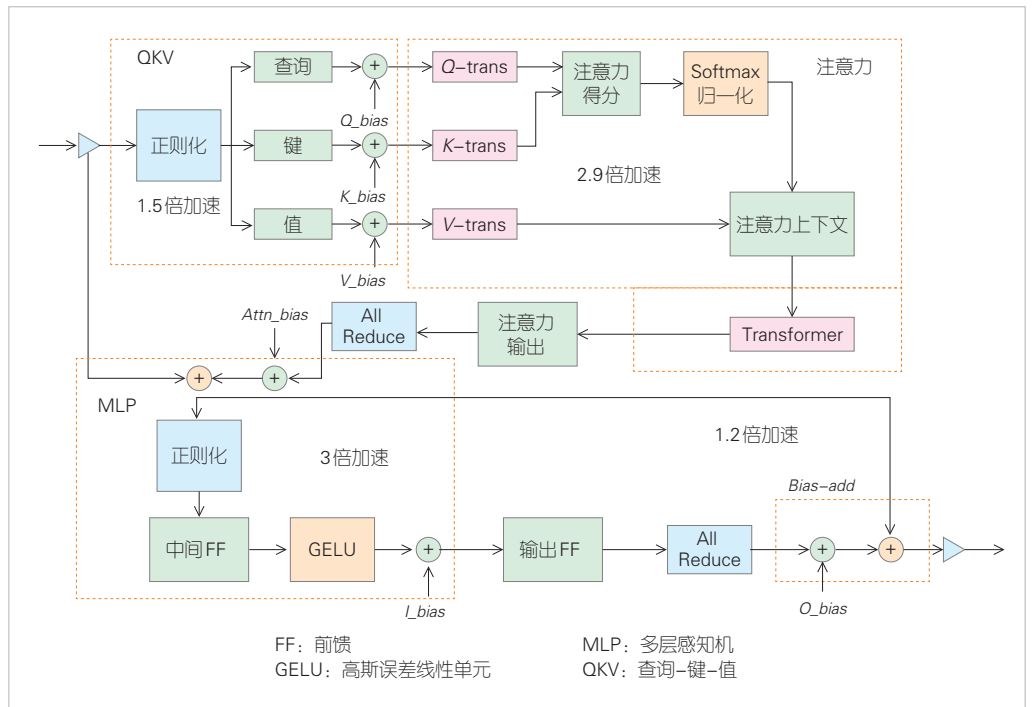 QKV
查询
Q-trans
注意力
得分
Softmax
归一化
注意力
Q_bias
正则化
键
K-trans
2.9倍加速
1.5倍加速
K_bias
值
V-trans
注意力上下文
V_bias
Attn_bias
All
Reduce
注意力
输出
Transformer
MLP
正则化
3倍加速
1.2倍加速
Bias-add
中间FF
GELU
输出FF
All
Reduce
I_bias
O_bias
FF：前馈
MLP：多层感知机
GELU：高斯误差线性单元
QKV：查询-键-值